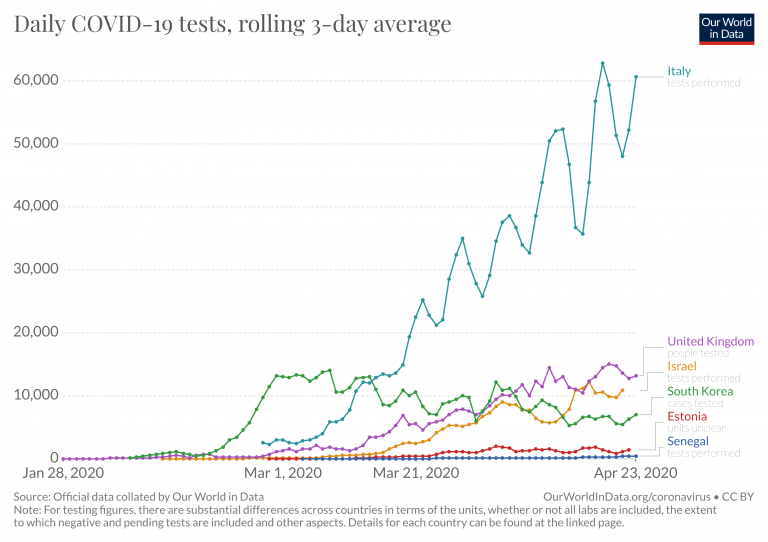 Daily COVID-19 tests, rolling 3-day average
Our World
in Data
60,000
50,000
40,000
30,000
20,000
10,000
0
Italy
tests performed
United Kingdom
people tested
Israel
tests performed
South Korea
cases tested
Estonia
units unclear
Senegal
tests performed
Jan 28, 2020
Mar 1, 2020
Mar 21, 2020
Apr 23, 2020
Source: Official data collated by Our World in Data
OurWorldInData.org/coronavirus • CC BY
Note: For testing figures, there are substantial differences across countries in terms of the units, whether or not all labs are included, the extent
to which negative and pending tests are included and other aspects. Details for each country can be found at the linked page.